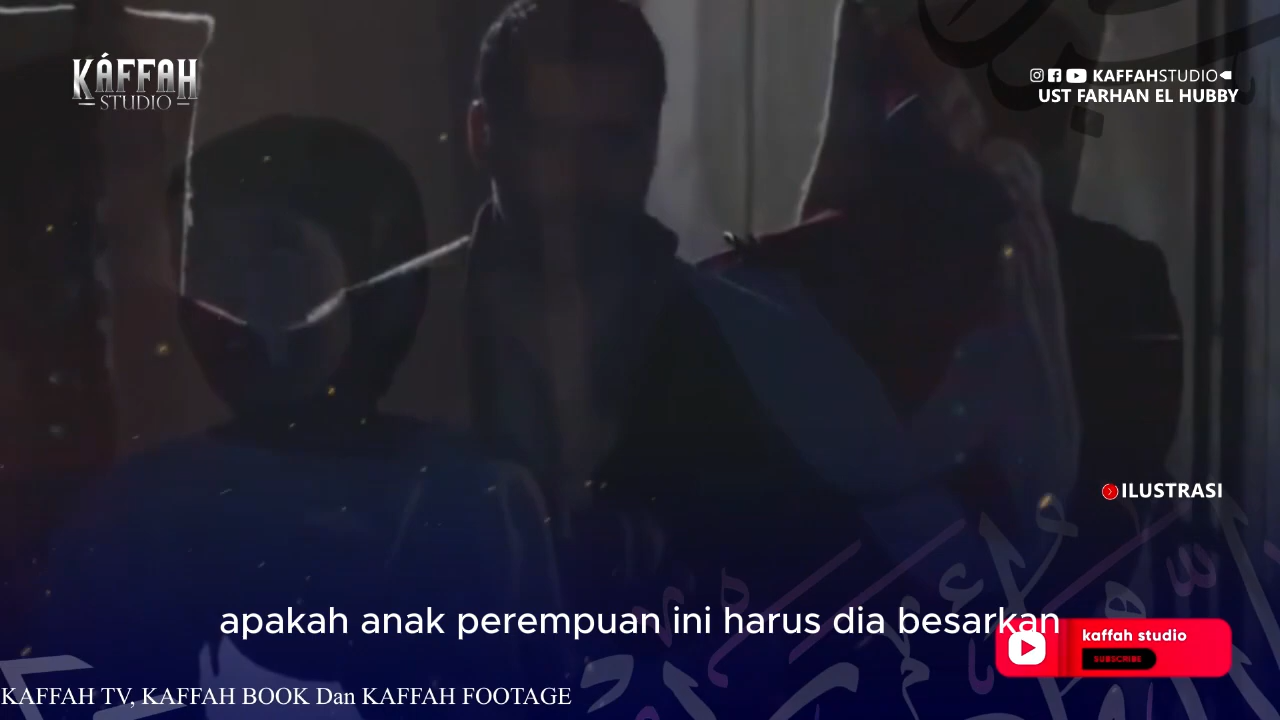 KÁFFAH
STUDIO
KAFFAHSTUDIO
UST FARHAN EL HUBBY
ILUSTRASI
apakah anak perempuan ini harus dia besarkan
kaffah studio
SUBSCRIBE
KAFFAH TV, KAFFAH BOOK Dan KAFFAH FOOTAGE